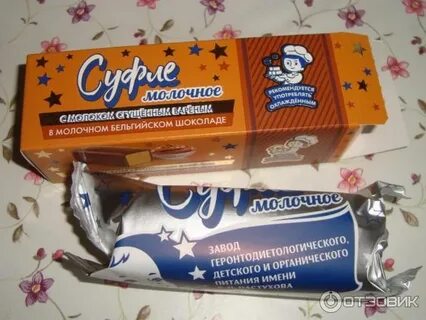 Суфле
молочное
С МОЛОКОМ СГУЩЁННЫМ ВАРЁНЫМ
В МОЛОЧНОМ БЕЛЬГИЙСКОМ ШОКОЛАДЕ
РЕКОМЕНДУЕТСЯ
УПОТРЕБЛЯТЬ
ОХЛАЖДЁННЫМ
Суфле
молочное
ЗАВОД
ГЕРОНТОДИЕТОЛОГИЧЕСКОГО,
ДЕТСКОГО И ОРГАНИЧЕСКОГО
ПИТАНИЯ ИМЕНИ
ПАСТУХОВА
ОТЗОВИК